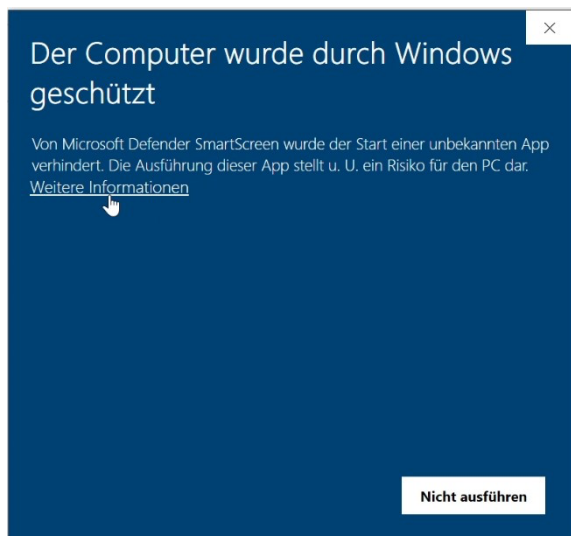 Der Computer wurde durch Windows
geschützt
Von Microsoft Defender SmartScreen wurde der Start einer unbekannten App
verhindert. Die Ausführung dieser App stellt u. U. ein Risiko für den PC dar.
Weitere Informationen
Nicht ausführen